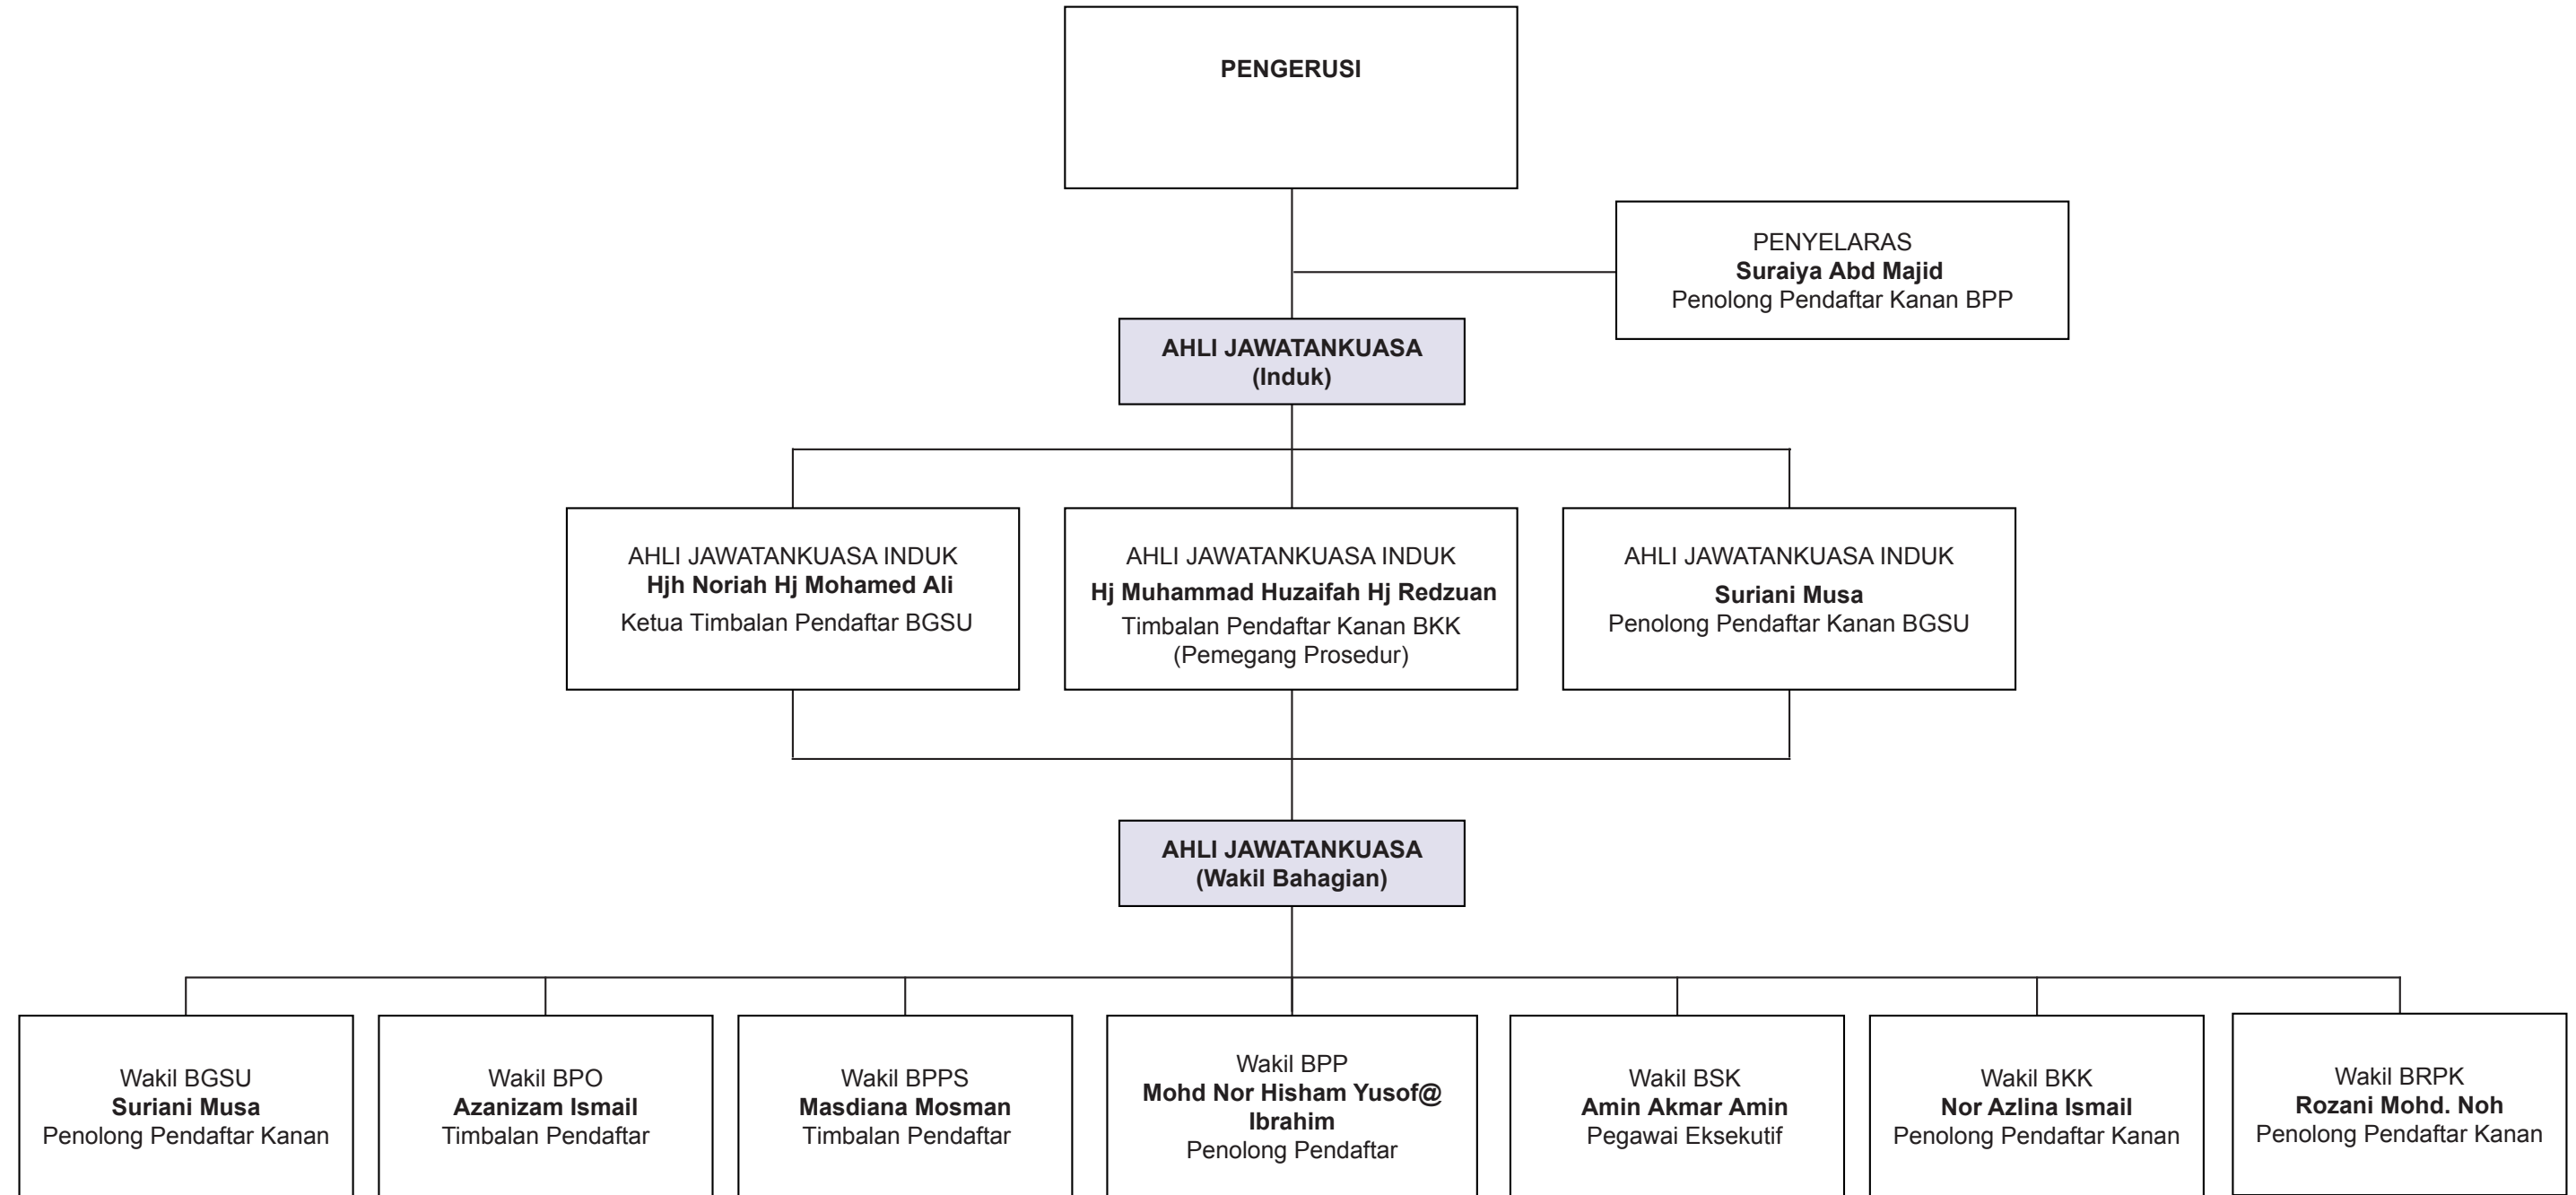 PENGERUSI
PENYELARAS
Suraiya Abd Majid
Penolong Pendaftar Kanan BPP
AHLI JAWATANKUASA
(Induk)
AHLI JAWATANKUASA INDUK
Hjh Noriah Hj Mohamed Ali
Ketua Timbalan Pendaftar BGSU
AHLI JAWATANKUASA INDUK
Hj Muhammad Huzaifah Hj Redzuan
Timbalan Pendaftar Kanan BKK
(Pemegang Prosedur)
AHLI JAWATANKUASA INDUK
Suriani Musa
Penolong Pendaftar Kanan BGSU
AHLI JAWATANKUASA
(Wakil Bahagian)
Wakil BGSU
Suriani Musa
Penolong Pendaftar Kanan
Wakil BPO
Azanizam Ismail
Timbalan Pendaftar
Wakil BPPS
Masdiana Mosman
Timbalan Pendaftar
Wakil BPP
Mohd Nor Hisham Yusof@
Ibrahim
Penolong Pendaftar
Wakil BSK
Amin Akmar Amin
Pegawai Eksekutif
Wakil BKK
Nor Azlina Ismail
Penolong Pendaftar Kanan
Wakil BRPK
Rozani Mohd. Noh
Penolong Pendaftar Kanan